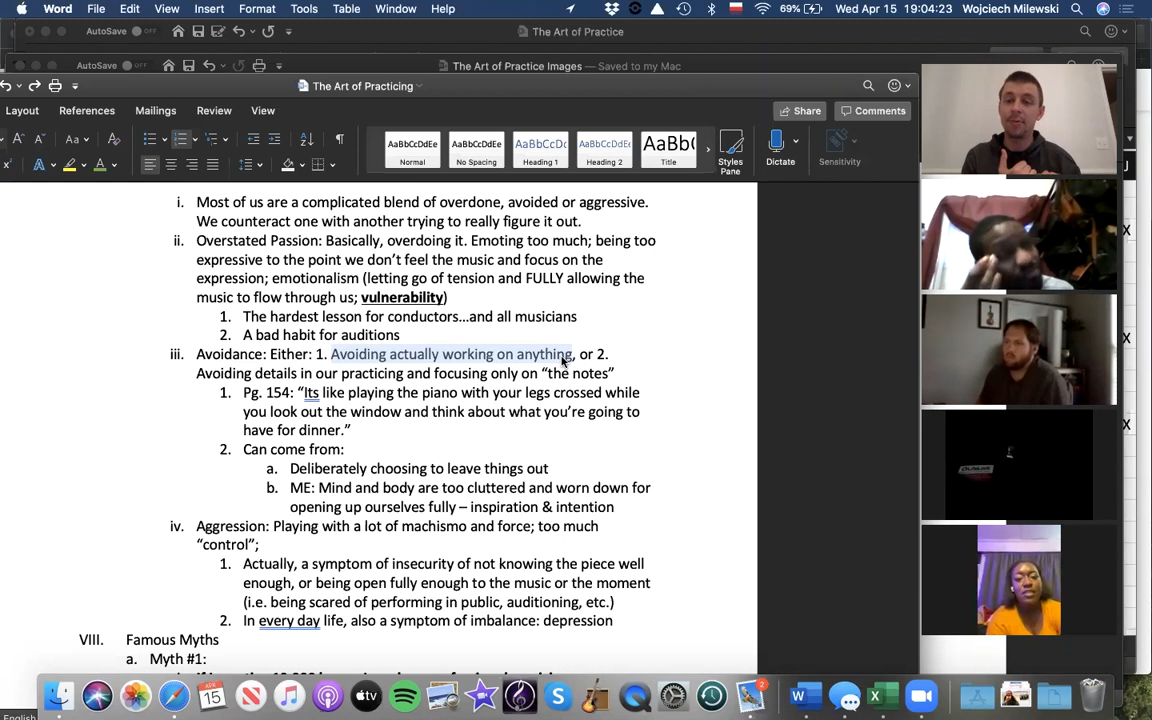 Word File Edit View Insert Format Tools Table Window Help 69% Wed Apr 15 19:04:23 Wojciech Milewski
AutoSave OFF The Art of Practice
AutoSave OFF The Art of Practice Images — Saved to my Mac
The Art of Practicing
Layout References Mailings Review View Share Comments
AaBbCcDdEe AaBbCcDdEe AaBbCcDc AaBbCcDdEe AaBb(
Normal No Spacing Heading 1 Heading 2 Title Styles Pane Dictate Sensitivity
i. Most of us are a complicated blend of overdone, avoided or aggressive.
We counteract one with another trying to really figure it out.
ii. Overstated Passion: Basically, overdoing it. Emoting too much; being too
expressive to the point we don’t feel the music and focus on the
expression; emotionalism (letting go of tension and FULLY allowing the
music to flow through us; vulnerability)
1. The hardest lesson for conductors…and all musicians
2. A bad habit for auditions
iii. Avoidance: Either: 1. Avoiding actually working on anything, or 2.
Avoiding details in our practicing and focusing only on “the notes”
1. Pg. 154: “Its like playing the piano with your legs crossed while
you look out the window and think about what you’re going to
have for dinner.”
2. Can come from:
a. Deliberately choosing to leave things out
b. ME: Mind and body are too cluttered and worn down for
opening up ourselves fully – inspiration & intention
iv. Aggression: Playing with a lot of machismo and force; too much
“control”;
1. Actually, a symptom of insecurity of not knowing the piece well
enough, or being open fully enough to the music or the moment
(i.e. being scared of performing in public, auditioning, etc.)
2. In every day life, also a symptom of imbalance: depression
VIII. Famous Myths
a. Myth #1: